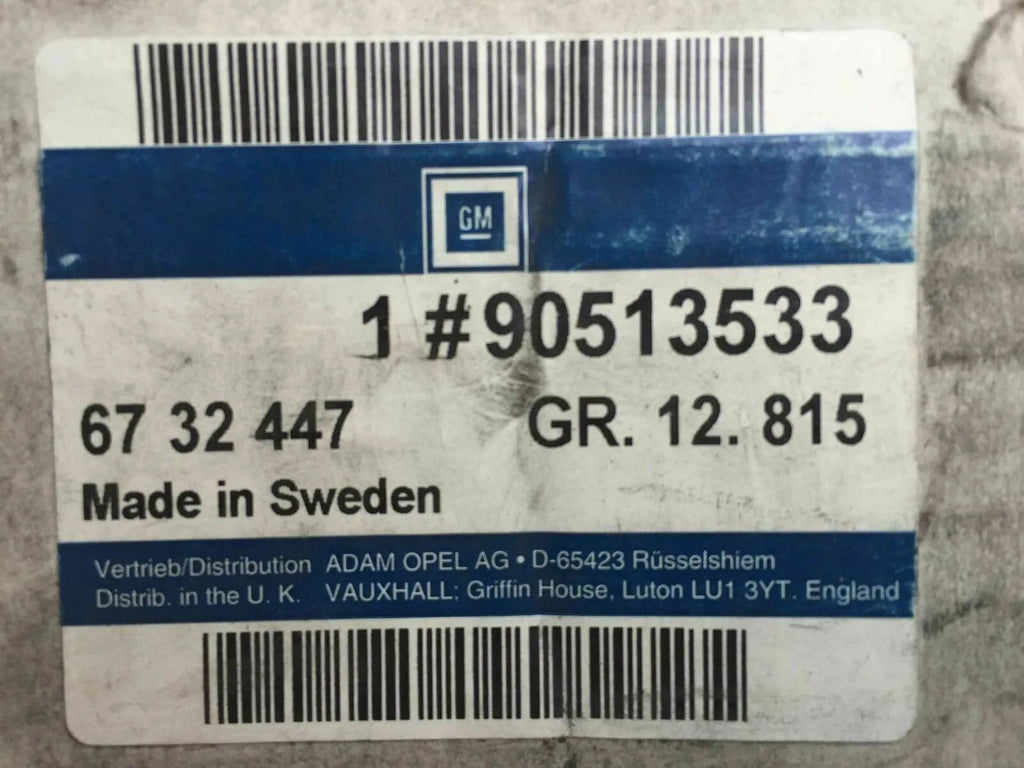 GM
1 #90513533
67 32 447 GR. 12. 815
Made in Sweden
Vertrieb/Distribution ADAM OPEL AG • D-65423 Rüsselshiem
Distrib. in the U. K. VAUXHALL: Griffin House, Luton LU1 3YT. England